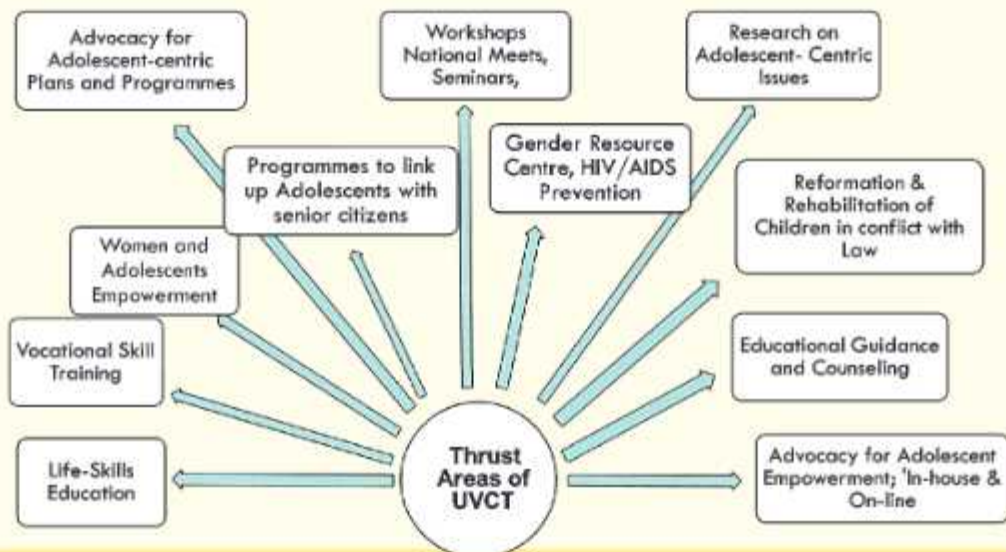 Advocacy for
Adolescent-centric
Plans and Programmes
Workshops
National Meets,
Seminars,
Research on
Adolescent- Centric
Issues
Programmes to link
up Adolescents with
senior citizens
Gender Resource
Centre, HIV/AIDS
Prevention
Reformation &
Rehabilitation of
Children in conflict with
Law
Women and
Adolescents
Empowerment
Vocational Skill
Training
Educational Guidance
and Counseling
Life-Skills
Education
Thrust
Areas of
UVCT
Advocacy for Adolescent
Empowerment; 'In-house &
On-line